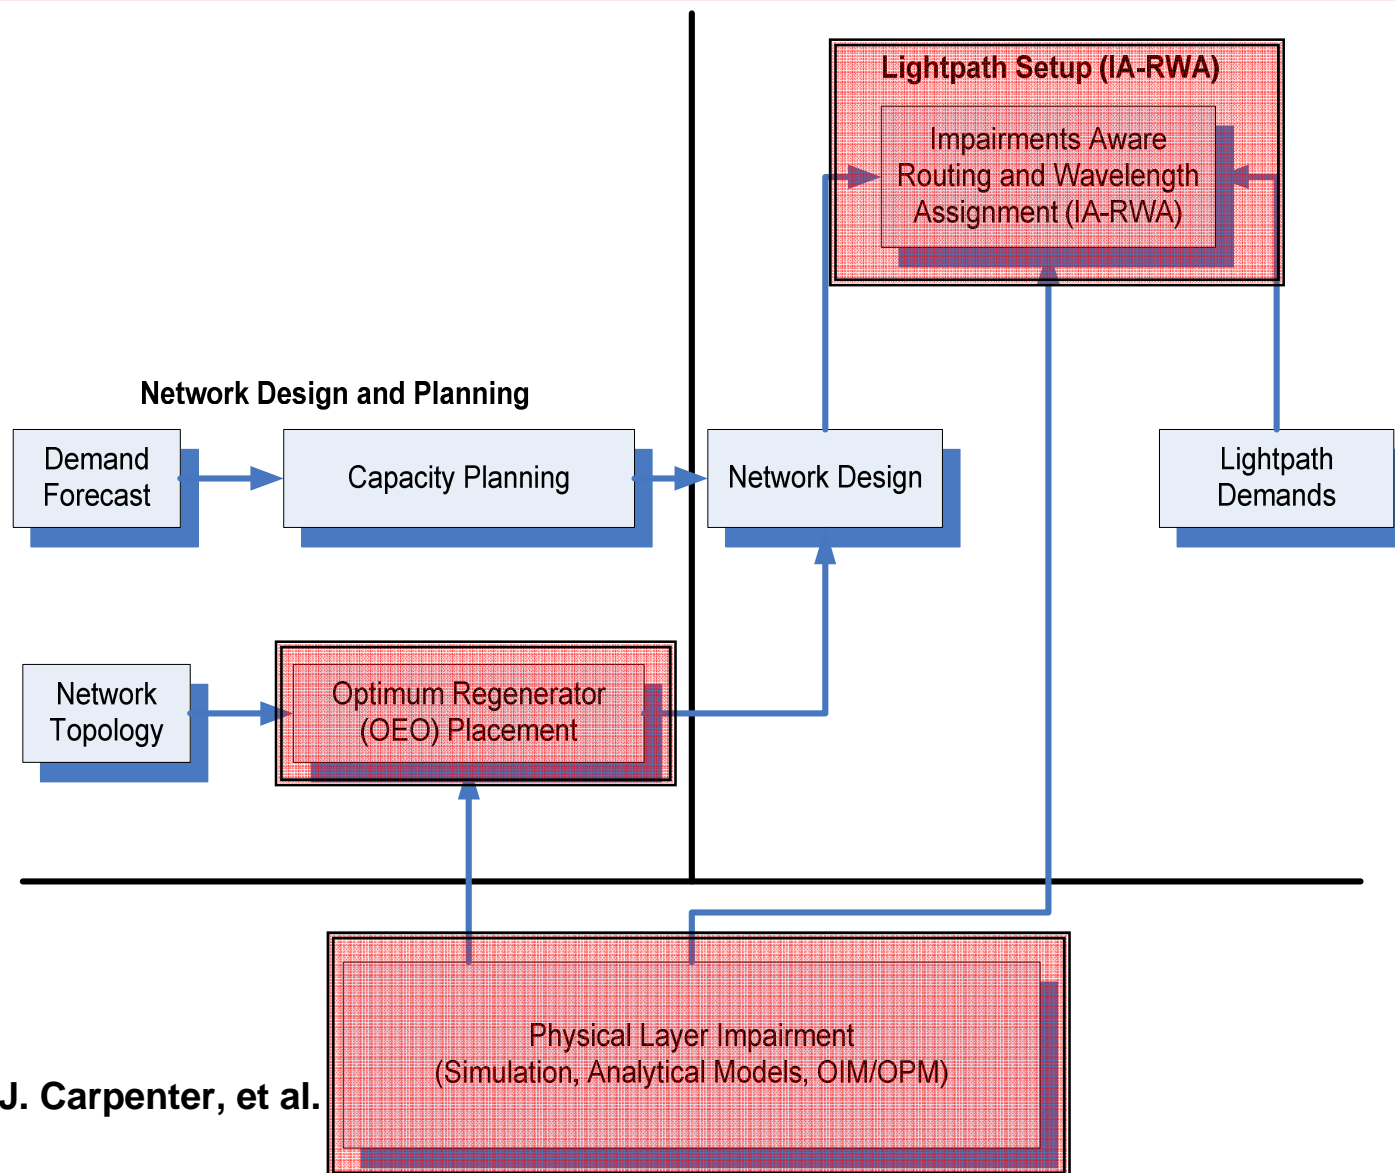 Lightpath Setup (IA-RWA)
Impairments Aware
Routing and Wavelength
Assignment (IA-RWA)
Network Design and Planning
Demand
Forecast
Capacity Planning
Network Design
Lightpath
Demands
Network
Topology
Optimum Regenerator
(OEO) Placement
Physical Layer Impairment
(Simulation, Analytical Models, OIM/OPM)
J. Carpenter, et al.